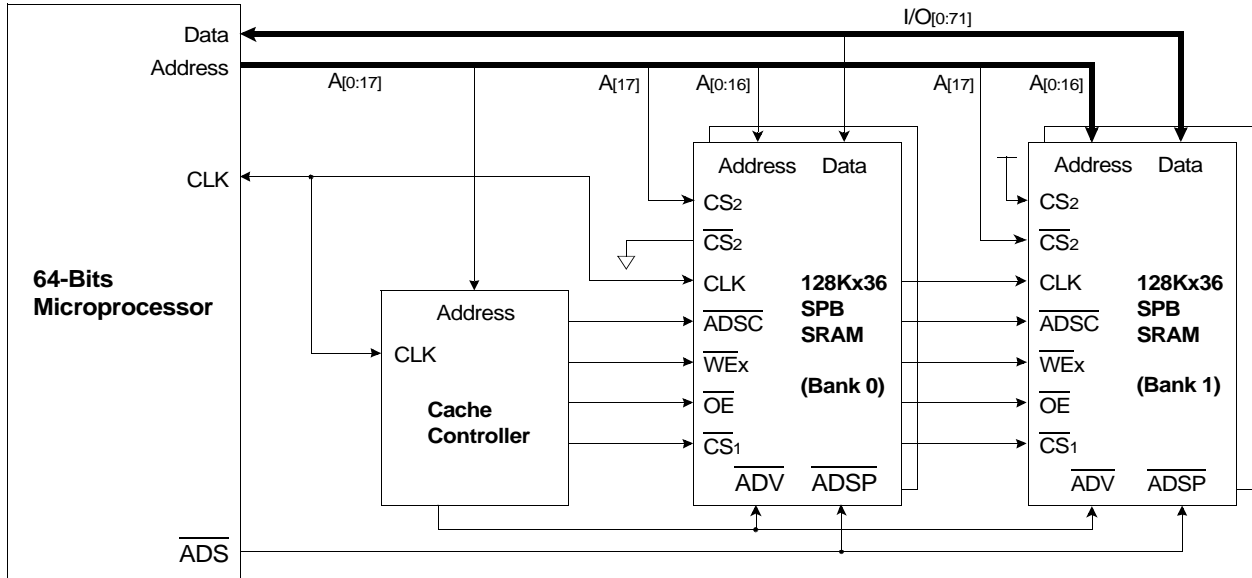 I/O[0:71]
Data
Address
A[0:17]
A[17]
A[0:16]
A[17]
A[0:16]
CLK
64-Bits
Microprocessor
ADS
Address
CLK
Cache
Controller
Address Data
CS2
CS2
CLK
ADSC
WEx
OE
CS1
128Kx36
SPB
SRAM
(Bank 0)
ADV ADSP
Address Data
CS2
CS2
CLK
ADSC
WEx
OE
CS1
128Kx36
SPB
SRAM
(Bank 1)
ADV ADSP